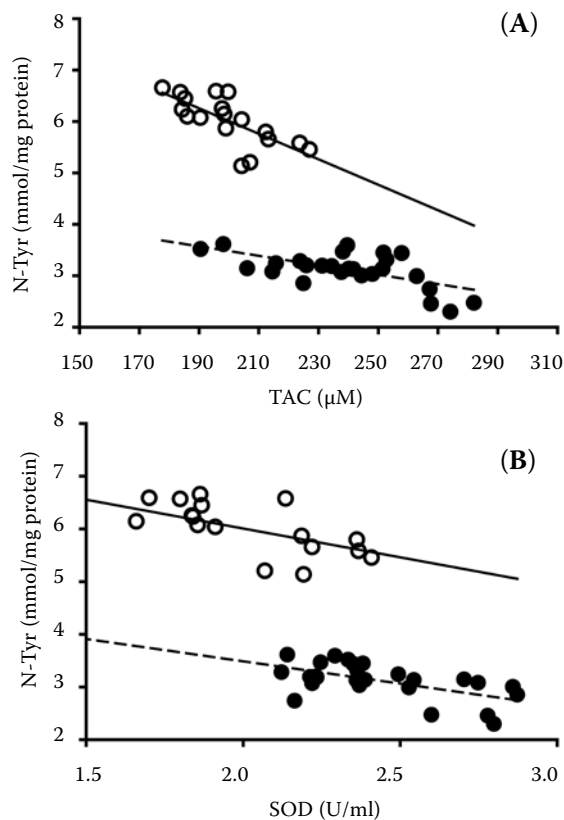 (A)
N-Tyr (mmol/mg protein)
8
7
6
5
4
3
2
150 170 190 210 230 250 270 290 310
TAC (µM)
(B)
N-Tyr (mmol/mg protein)
8
7
6
5
4
3
2
1.5 2.0 2.5 3.0
SOD (U/ml)